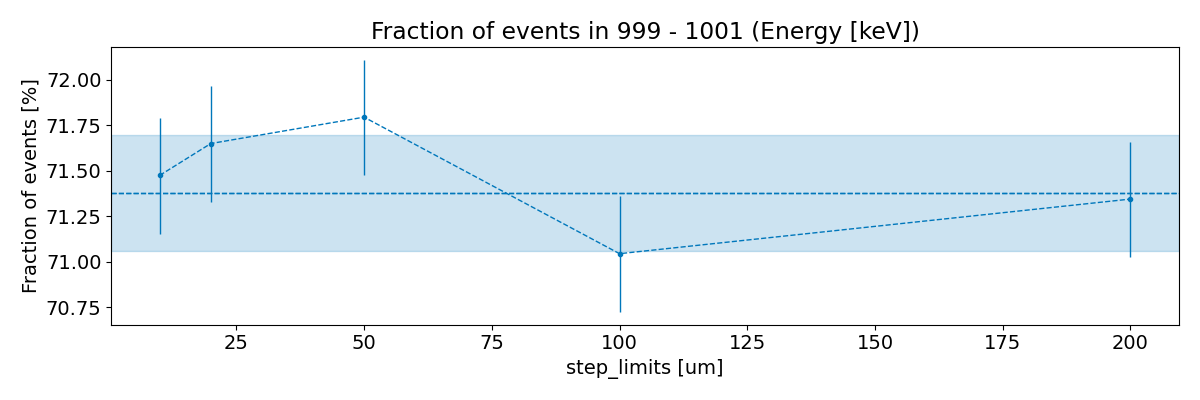 Fraction of events in 999 - 1001 (Energy [keV])
Fraction of events [%]
72.00
71.75
71.50
71.25
71.00
70.75
25 50 75 100 125 150 175 200
step_limits [um]